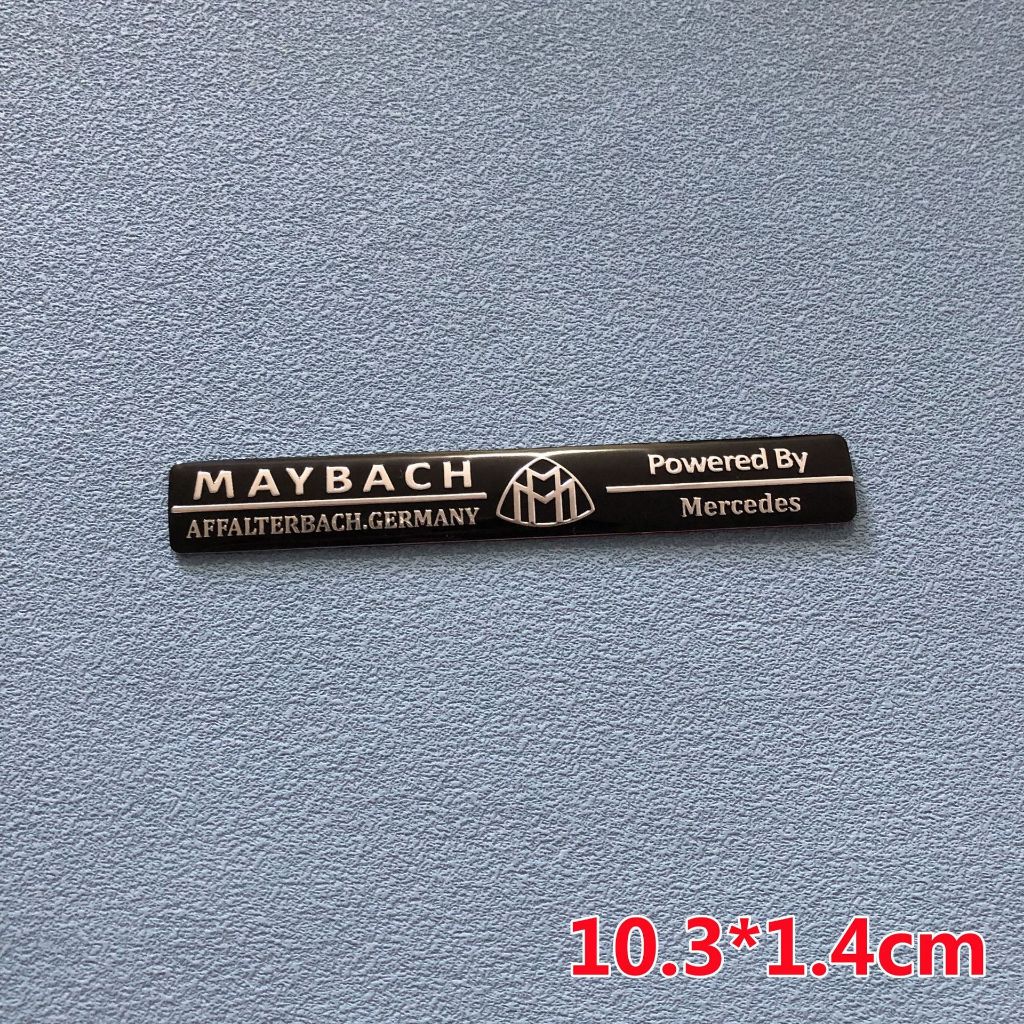 MAYBACH
AFFALTERBACH.GERMANY
Powered By
Mercedes
10.3*1.4cm